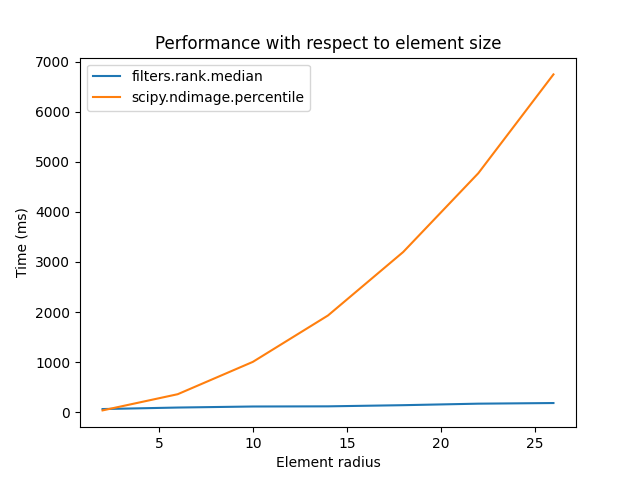 Performance with respect to element size
filters.rank.median
scipy.ndimage.percentile
7000
6000
5000
4000
3000
2000
1000
0
Time (ms)
5 10 15 20 25
Element radius